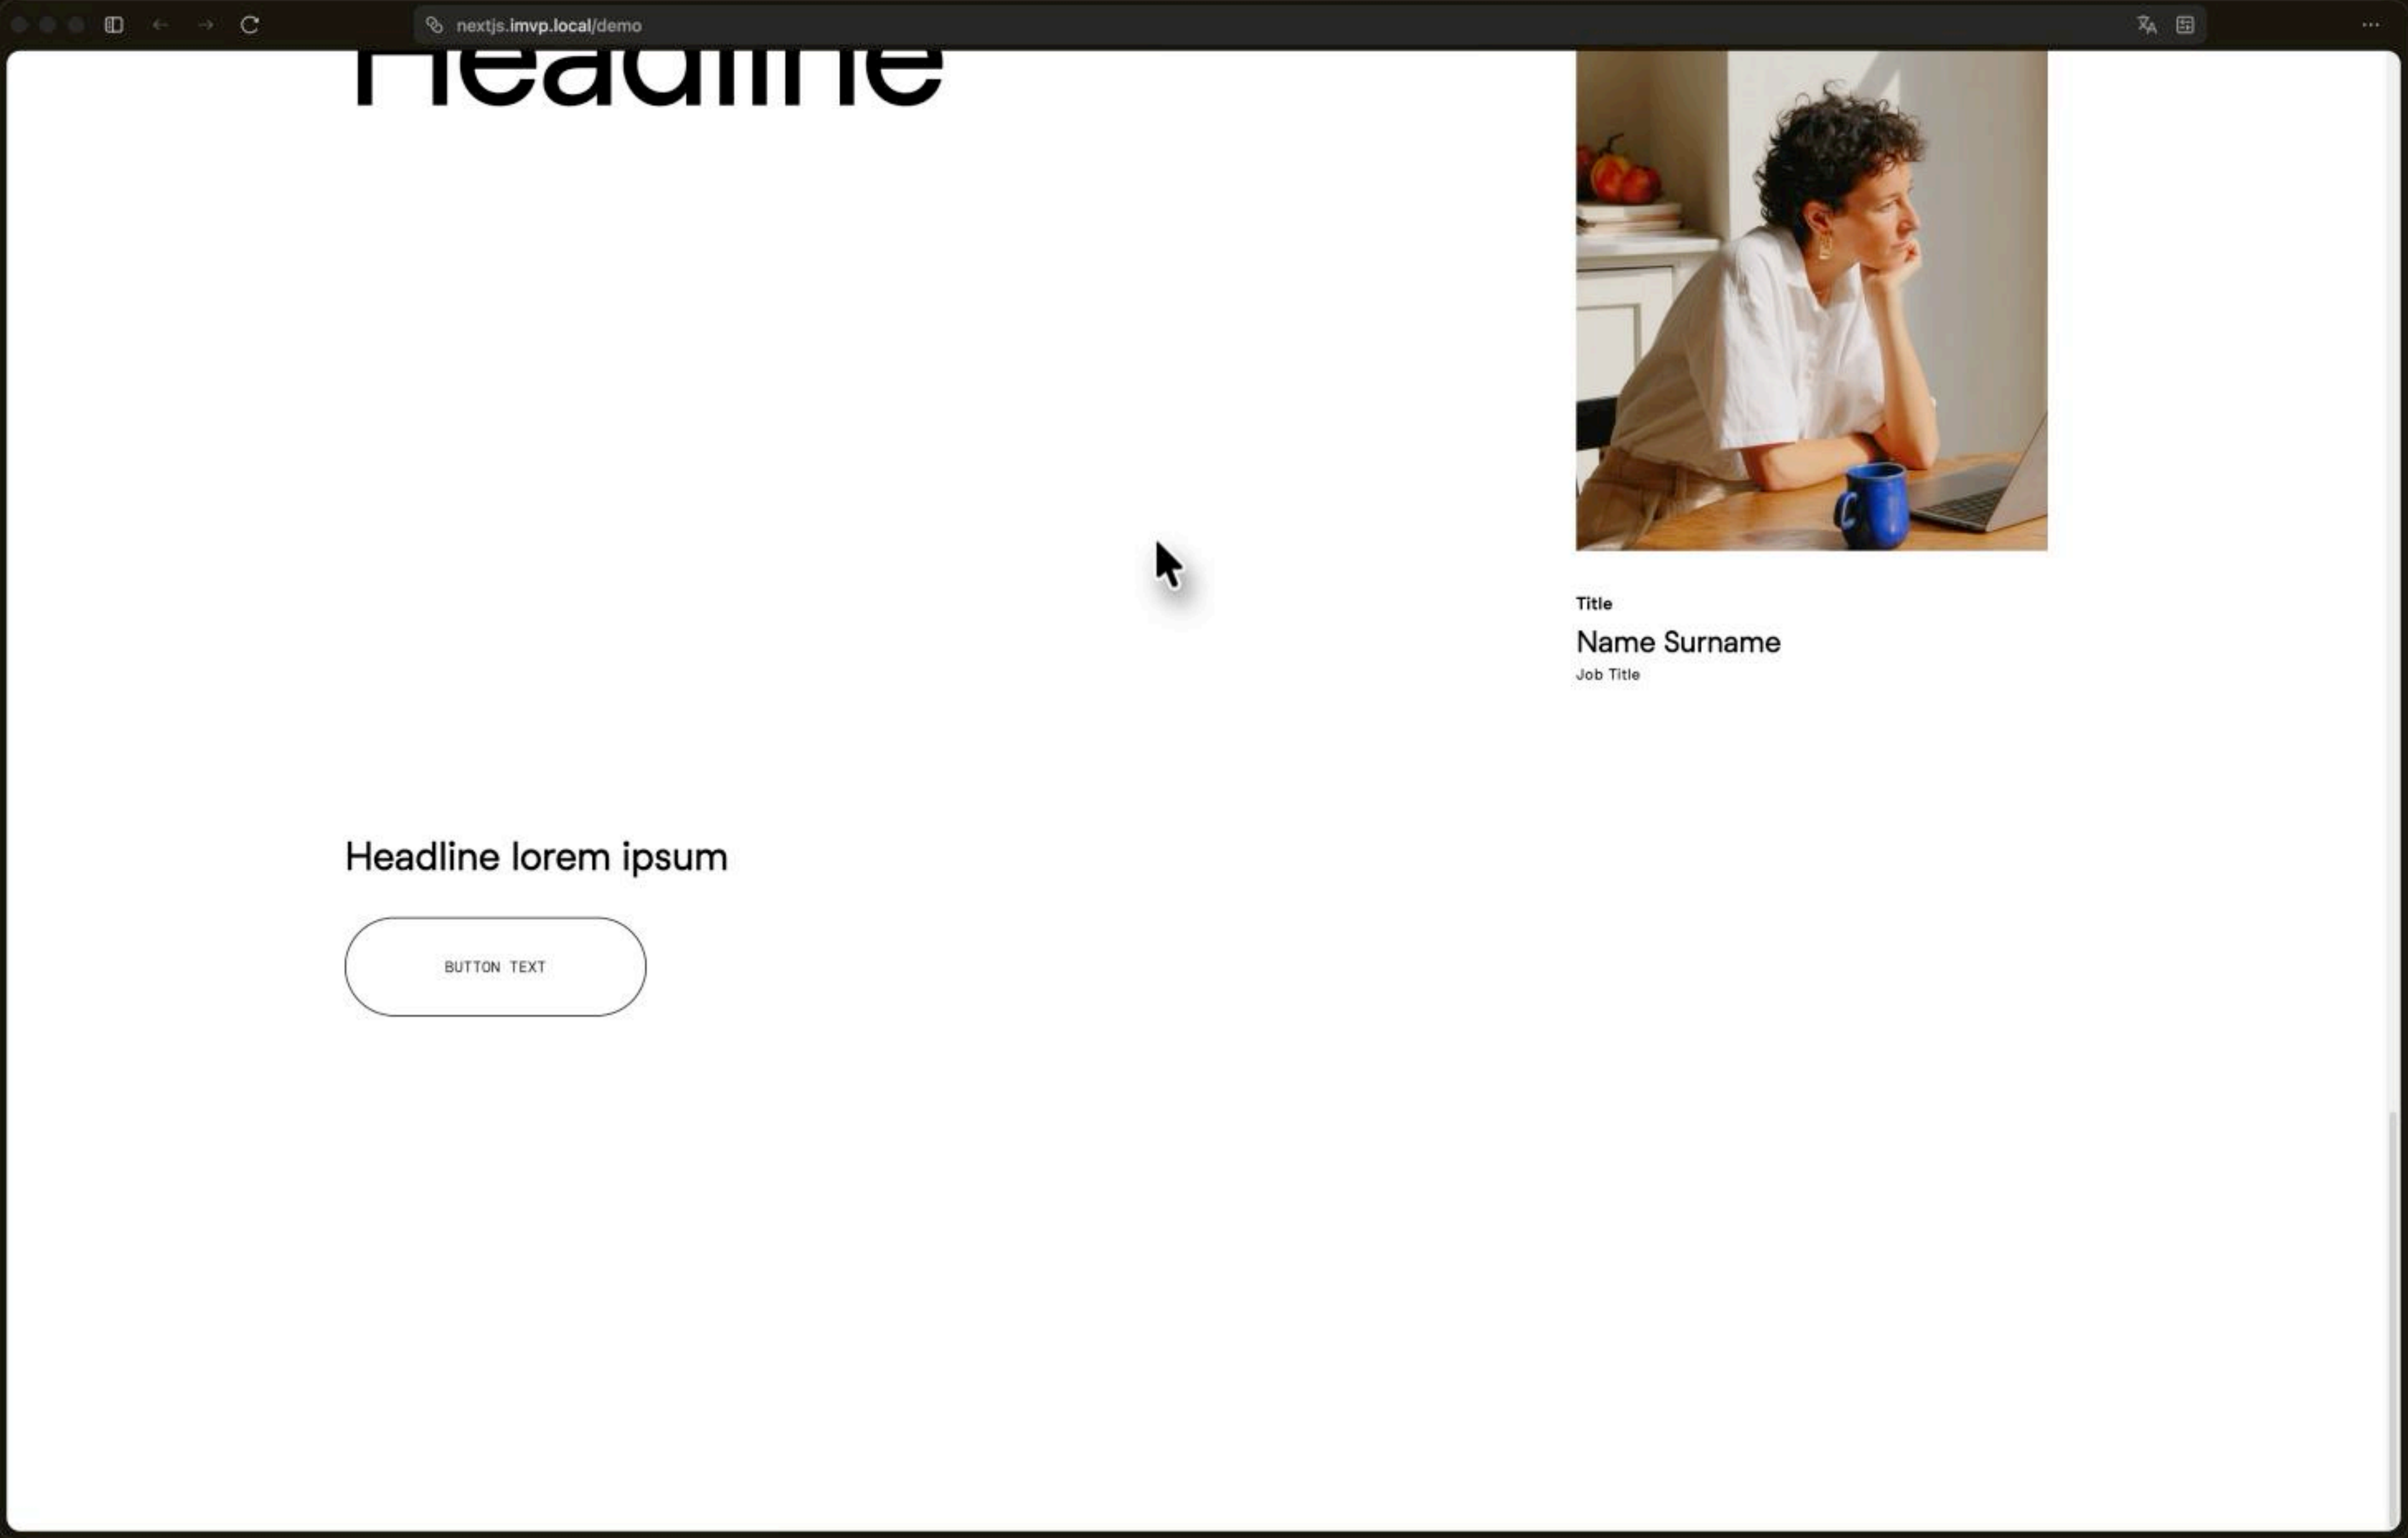 nextjs.imvp.local/demo
Headline
Title
Name Surname
Job Title
Headline lorem ipsum
BUTTON TEXT